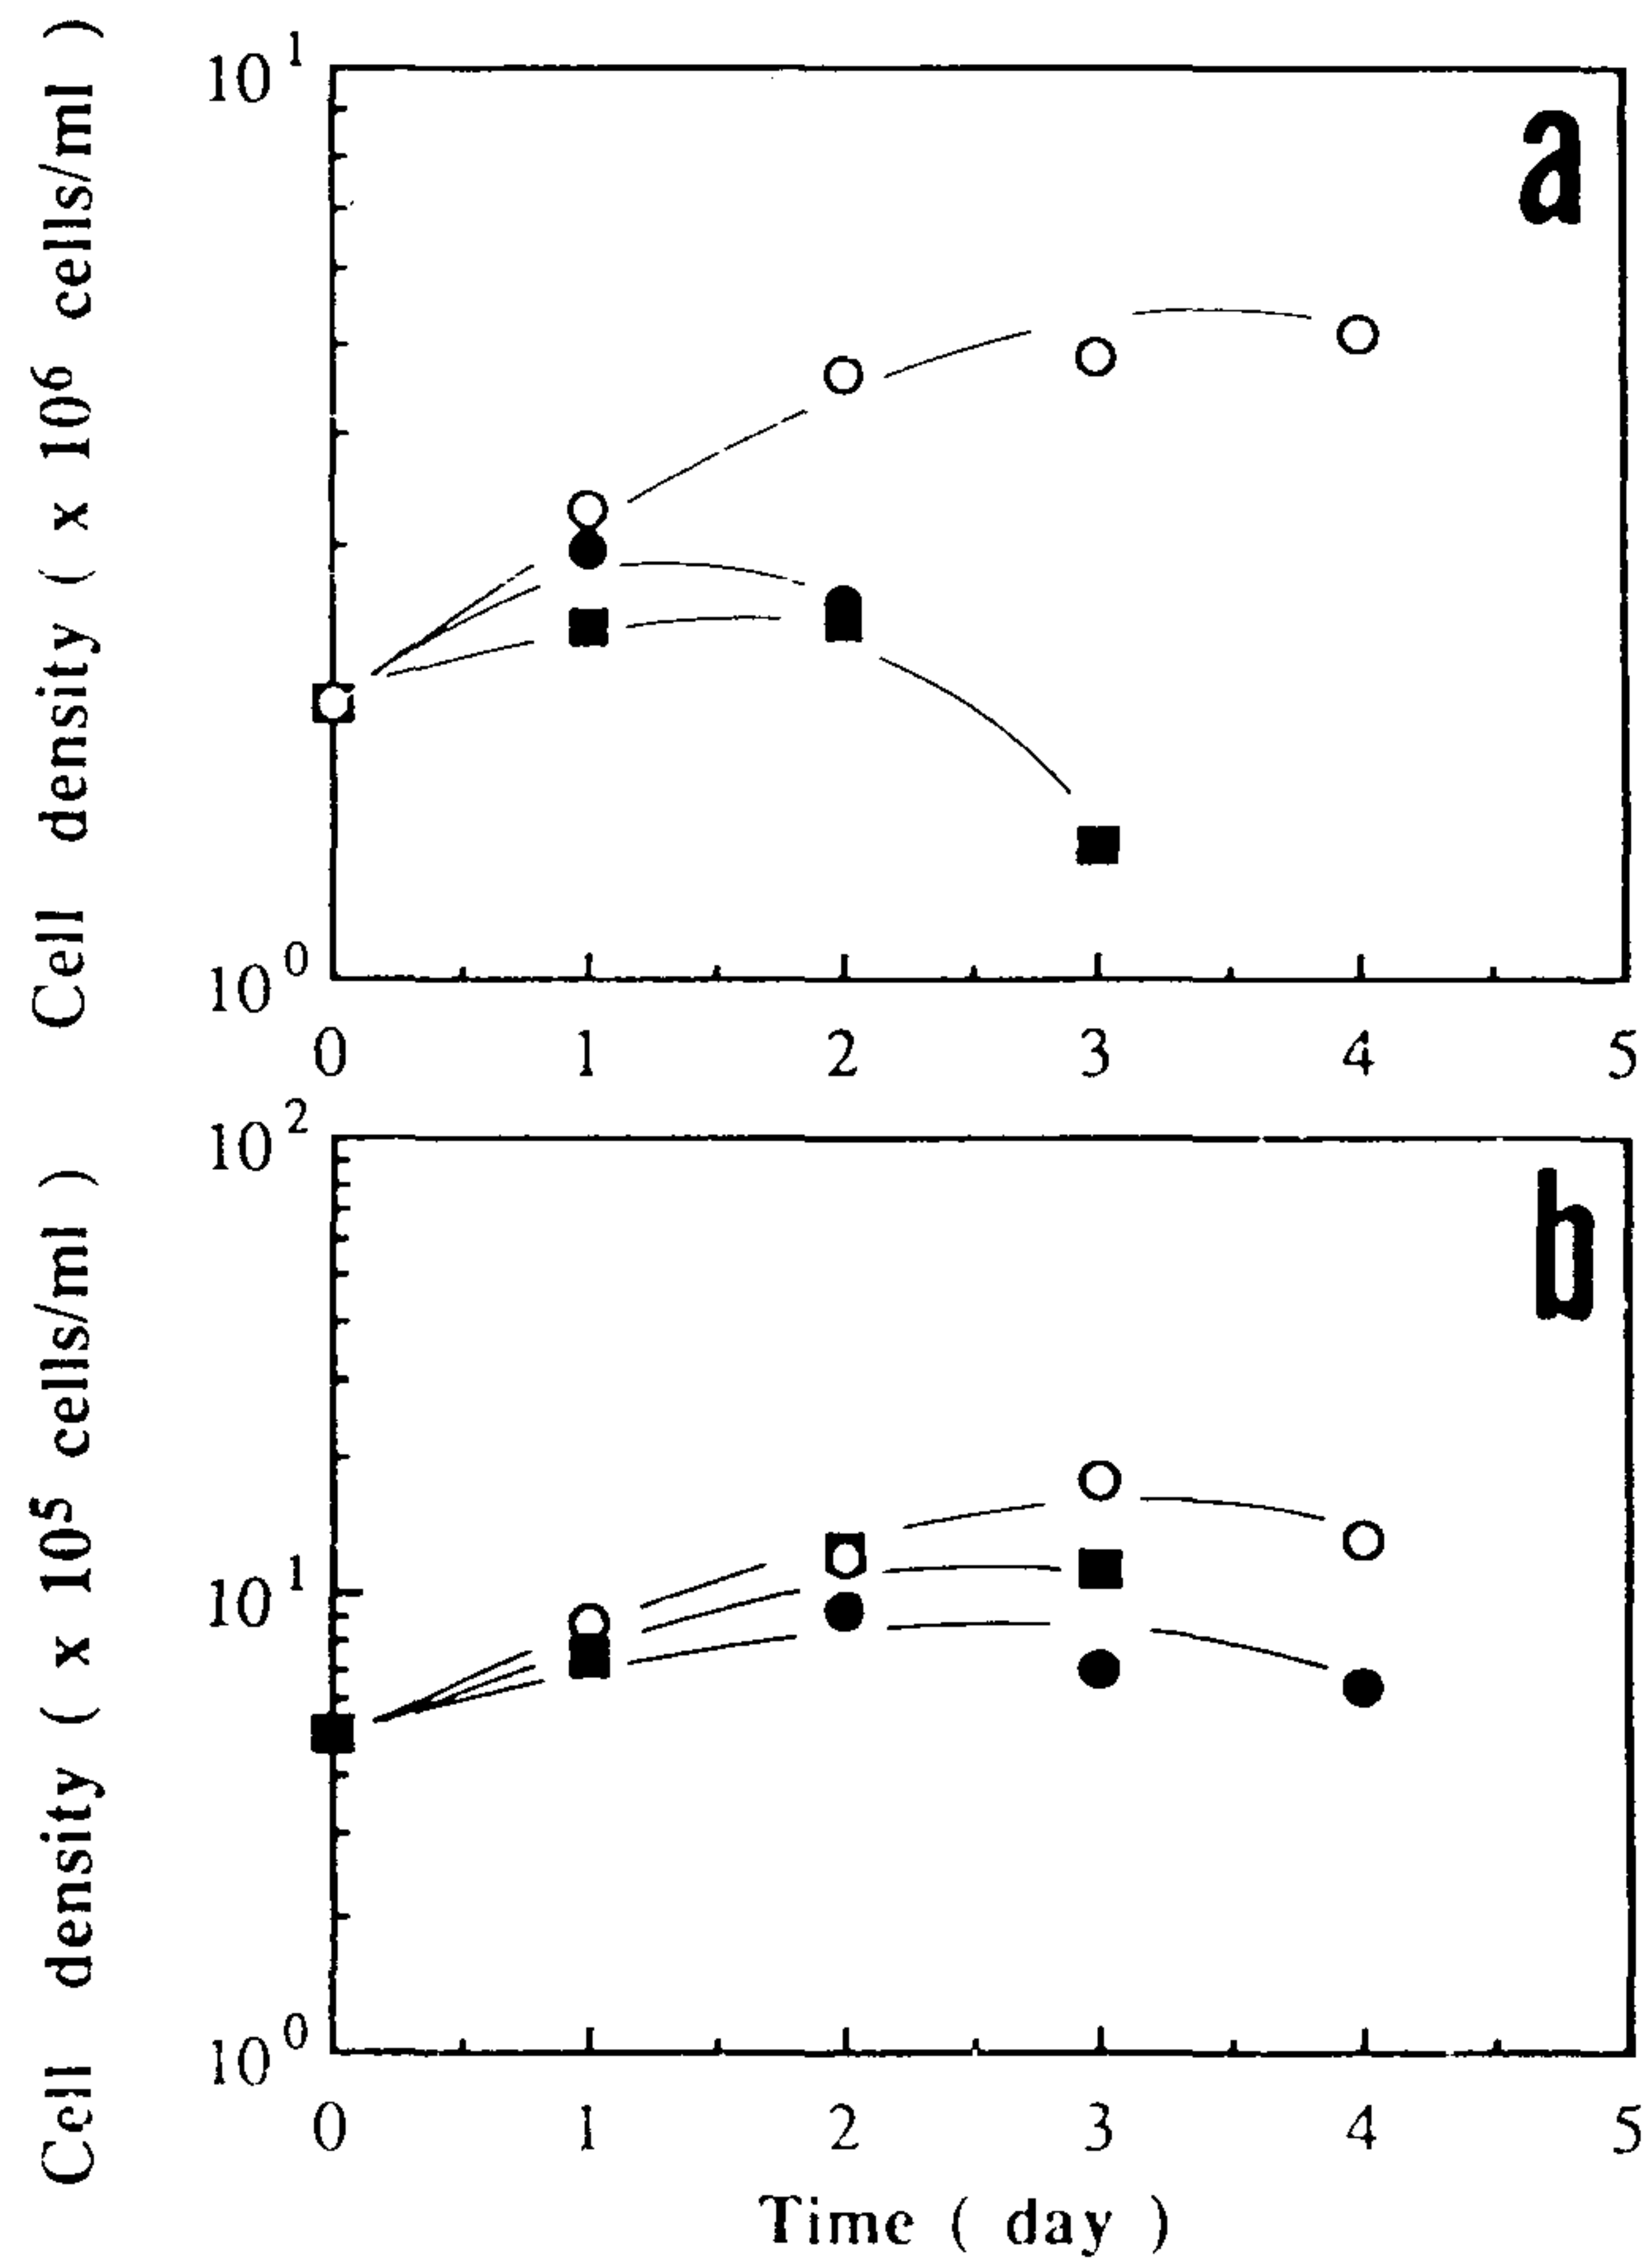 Cell density ( x 10⁶ cells/ml )
10¹
a
10⁰
0 1 2 3 4 5
Cell density ( x 10⁵ cells/ml )
10²
b
10¹
10⁰
0 1 2 3 4 5
Time ( day )